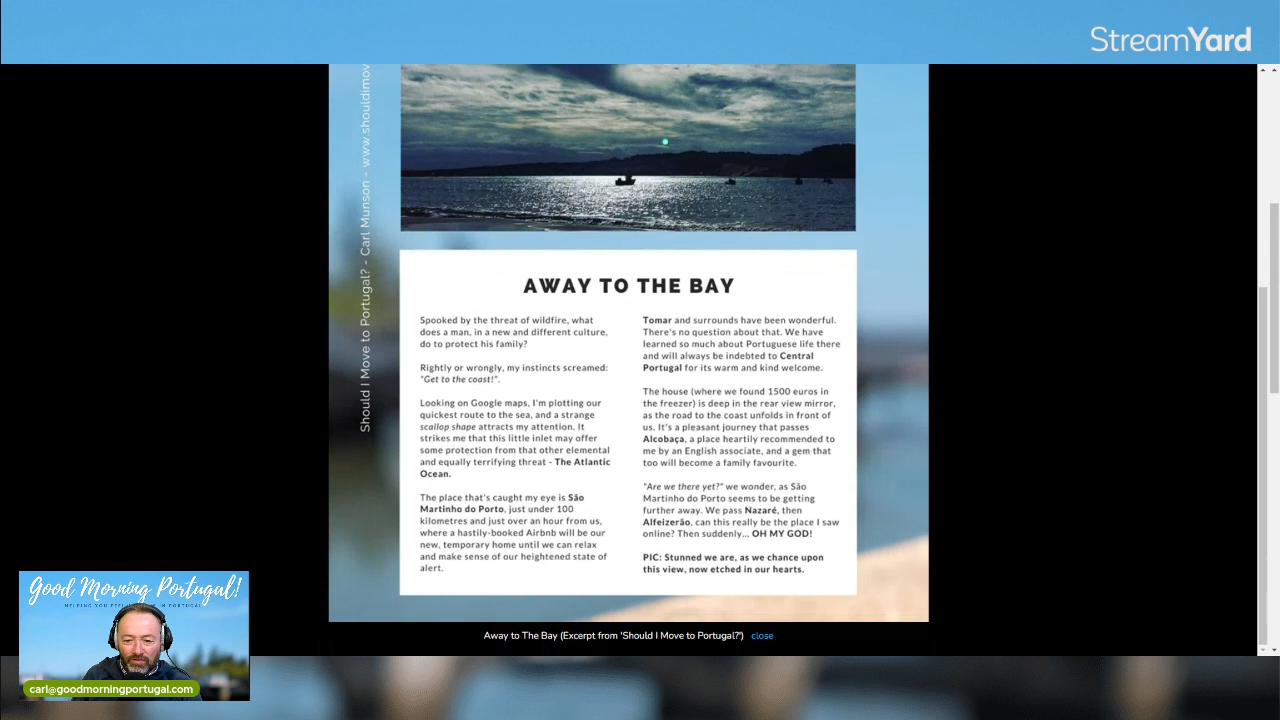 StreamYard
Should I Move to Portugal? - Carl Munson - www.shouldimov
AWAY TO THE BAY
Spooked by the threat of wildfire, what
does a man, in a new and different culture,
do to protect his family?
Rightly or wrongly, my instincts screamed:
"Get to the coast!".
Looking on Google maps, I'm plotting our
quickest route to the sea, and a strange
scallop shape attracts my attention. It
strikes me that this little inlet may offer
some protection from that other elemental
and equally terrifying threat - The Atlantic
Ocean.
The place that's caught my eye is São
Martinho do Porto, just under 100
kilometres and just over an hour from us,
where a hastily-booked Airbnb will be our
new, temporary home until we can relax
and make sense of our heightened state of
alert.
Tomar and surrounds have been wonderful.
There's no question about that. We have
learned so much about Portuguese life there
and will always be indebted to Central
Portugal for its warm and kind welcome.
The house (where we found 1500 euros in
the freezer) is deep in the rear view mirror,
as the road to the coast unfolds in front of
us. It's a pleasant journey that passes
Alcobaça, a place heartily recommended to
me by an English associate, and a gem that
too will become a family favourite.
"Are we there yet?" we wonder, as São
Martinho do Porto seems to be getting
further away. We pass Nazaré, then
Alfeizerão, can this really be the place I saw
online? Then suddenly... OH MY GOD!
PIC: Stunned we are, as we chance upon
this view, now etched in our hearts.
Away to The Bay (Excerpt from 'Should I Move to Portugal?') close
Good Morning Portugal!
HELPING YOU FEEL IN PORTUGAL
carl@goodmorningportugal.com